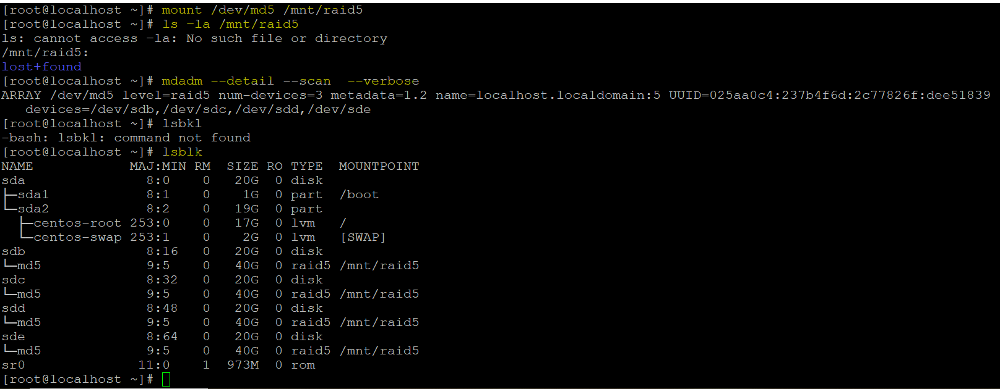 [root@localhost ~]# mount /dev/md5 /mnt/raid5
[root@localhost ~]# ls –la /mnt/raid5
ls: cannot access –la: No such file or directory
/mnt/raid5:
lost+found
[root@localhost ~]# mdadm --detail --scan  --verbose
ARRAY /dev/md5 level=raid5 num-devices=3 metadata=1.2 name=localhost.localdomain:5 UUID=025aa0c4:237b4f6d:2c77826f:dee51839
   devices=/dev/sdb,/dev/sdc,/dev/sdd,/dev/sde
[root@localhost ~]# lsbkl
-bash: lsbkl: command not found
[root@localhost ~]# lsblk
NAME            MAJ:MIN RM   SIZE RO TYPE  MOUNTPOINT
sda               8:0    0    20G  0 disk
├─sda1            8:1    0     1G  0 part  /boot
└─sda2            8:2    0    19G  0 part
  ├─centos-root 253:0    0    17G  0 lvm   /
  └─centos-swap 253:1    0     2G  0 lvm   [SWAP]
sdb               8:16   0    20G  0 disk
└─md5             9:5    0    40G  0 raid5 /mnt/raid5
sdc               8:32   0    20G  0 disk
└─md5             9:5    0    40G  0 raid5 /mnt/raid5
sdd               8:48   0    20G  0 disk
└─md5             9:5    0    40G  0 raid5 /mnt/raid5
sde               8:64   0    20G  0 disk
└─md5             9:5    0    40G  0 raid5 /mnt/raid5
sr0              11:0    1   973M  0 rom
[root@localhost ~]#